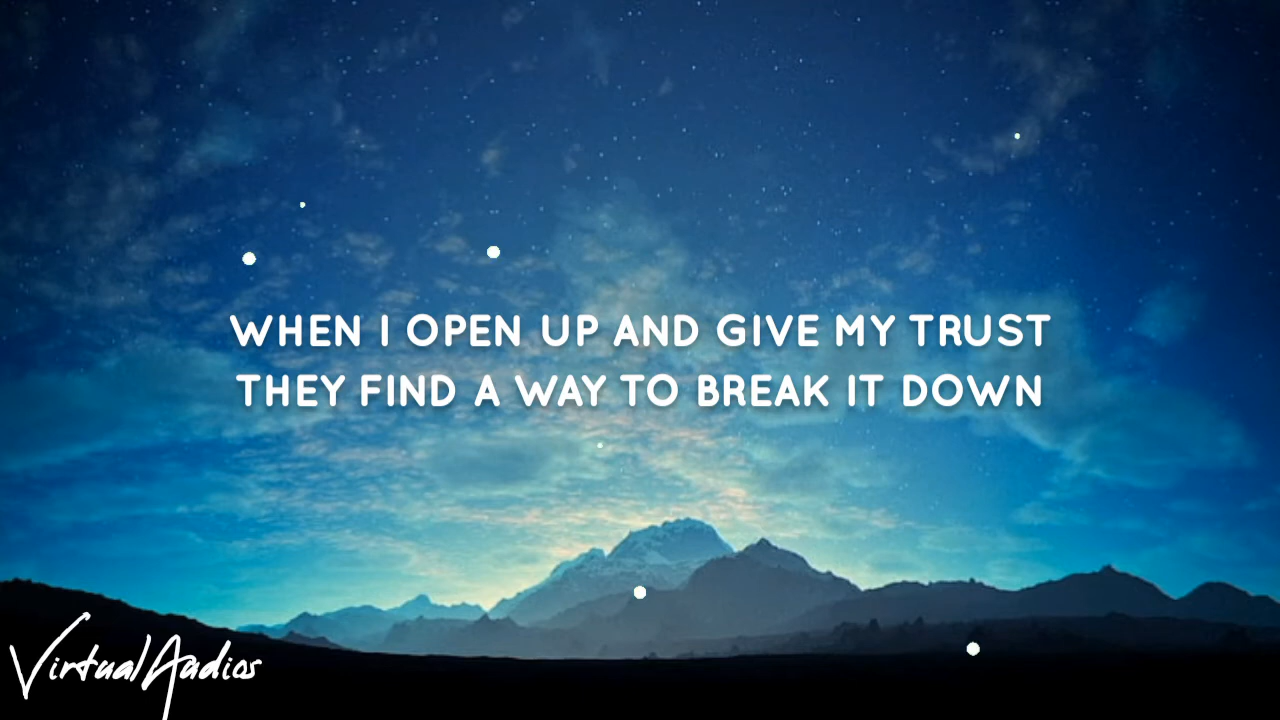 WHEN I OPEN UP AND GIVE MY TRUST
THEY FIND A WAY TO BREAK IT DOWN
VirtualAudios